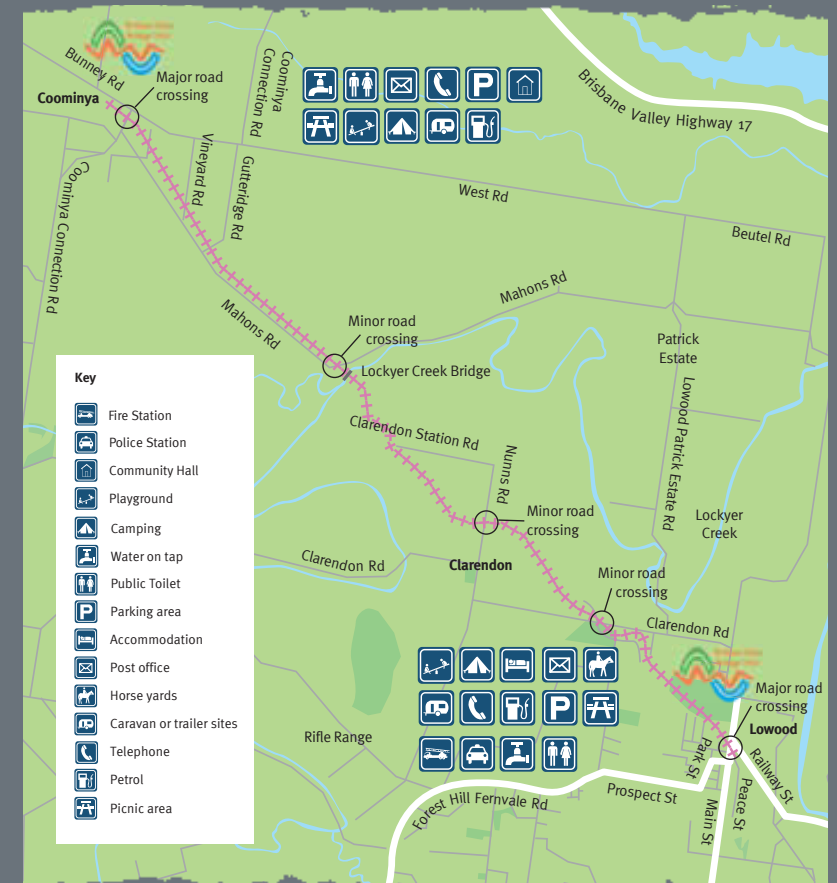 Bunney Rd
Major road
crossing
Coominya
Coominya
Connection Rd
P
Brisbane Valley Highway 17
Vineyard Rd
Gutteridge Rd
Coominya Connection Rd
West Rd
Beutel Rd
Mahons Rd
Mahons Rd
Minor road
crossing
Lockyer Creek Bridge
Patrick
Estate
Lowood Patrick Estate Rd
Clarendon Station Rd
Nunns Rd
Minor road
crossing
Lockyer
Creek
Clarendon Rd
Clarendon
Minor road
crossing
Clarendon Rd
Major road
crossing
Lowood
P
Rifle Range
Park St
Railway St
Forest Hill Fernvale Rd
Prospect St
Main St
Peace St
Key
Fire Station
Police Station
Community Hall
Playground
Camping
Water on tap
Public Toilet
P Parking area
Accommodation
Post office
Horse yards
Caravan or trailer sites
Telephone
Petrol
Picnic area